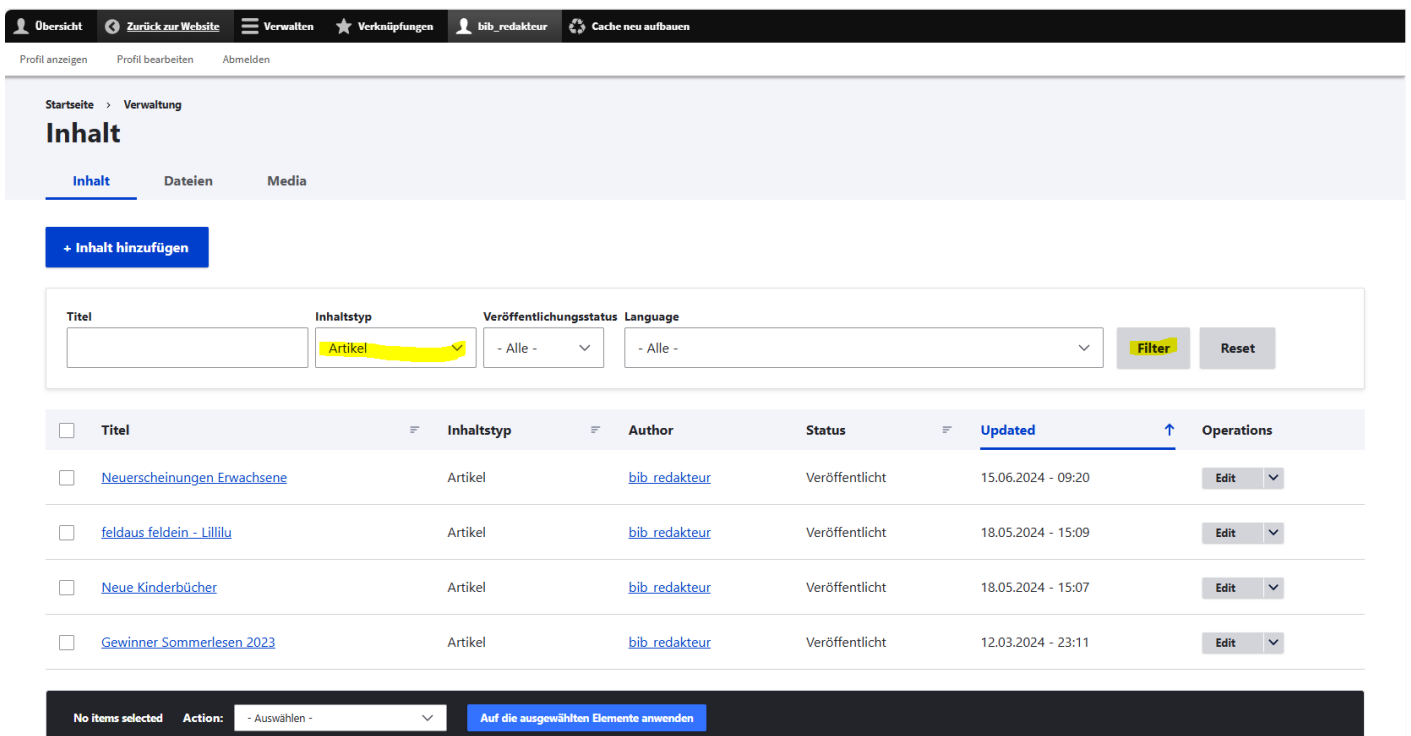 Übersicht Zurück zur Website Verwalten Verknüpfungen bib_redakteur Cache neu aufbauen
Profil anzeigen Profil bearbeiten Abmelden
Startseite › Verwaltung
Inhalt
Inhalt Dateien Media
+ Inhalt hinzufügen
Titel Inhaltstyp Veröffentlichungsstatus Language
Artikel - Alle - - Alle - Filter Reset
Titel Inhaltstyp Author Status Updated Operations
Neuerscheinungen Erwachsene Artikel bib_redakteur Veröffentlicht 15.06.2024 - 09:20 Edit
feldaus feldein - Lillilu Artikel bib_redakteur Veröffentlicht 18.05.2024 - 15:09 Edit
Neue Kinderbücher Artikel bib_redakteur Veröffentlicht 18.05.2024 - 15:07 Edit
Gewinner Sommerlesen 2023 Artikel bib_redakteur Veröffentlicht 12.03.2024 - 23:11 Edit
No items selected Action: - Auswählen - Auf die ausgewählten Elemente anwenden